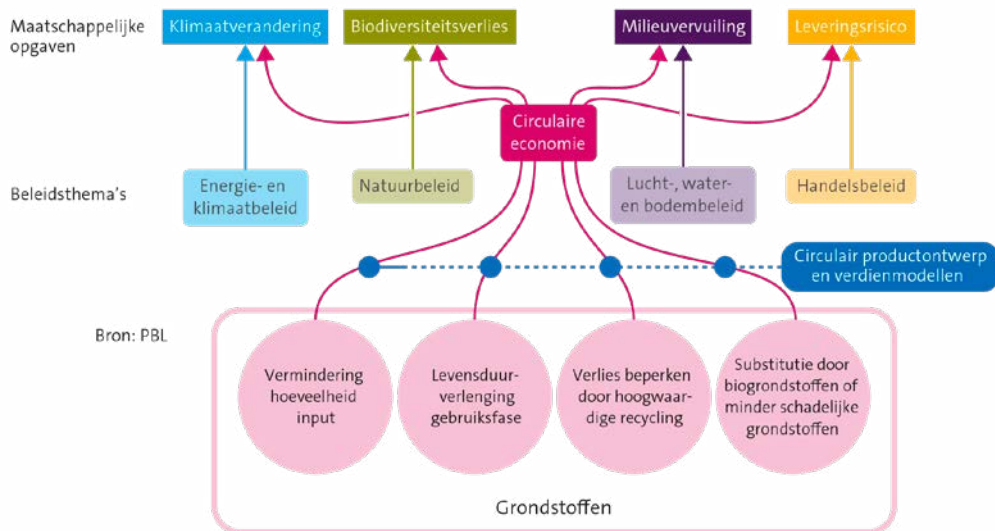 Maatschappelijke
opgaven
Klimaatverandering
Biodiversiteitsverlies
Milieuvervuiling
Leveringsrisico
Circulaire
economie
Beleidsthema's
Energie- en
klimaatbeleid
Natuurbeleid
Lucht-, water-
en bodembeleid
Handelsbeleid
Circulair productontwerp
en verdienmodellen
Bron: PBL
Vermindering
hoeveelheid
input
Levensduur-
verlenging
gebruiksfase
Verlies beperken
door hoogwaar-
dige recycling
Substitutie door
biogrondstoffen of
minder schadelijke
grondstoffen
Grondstoffen